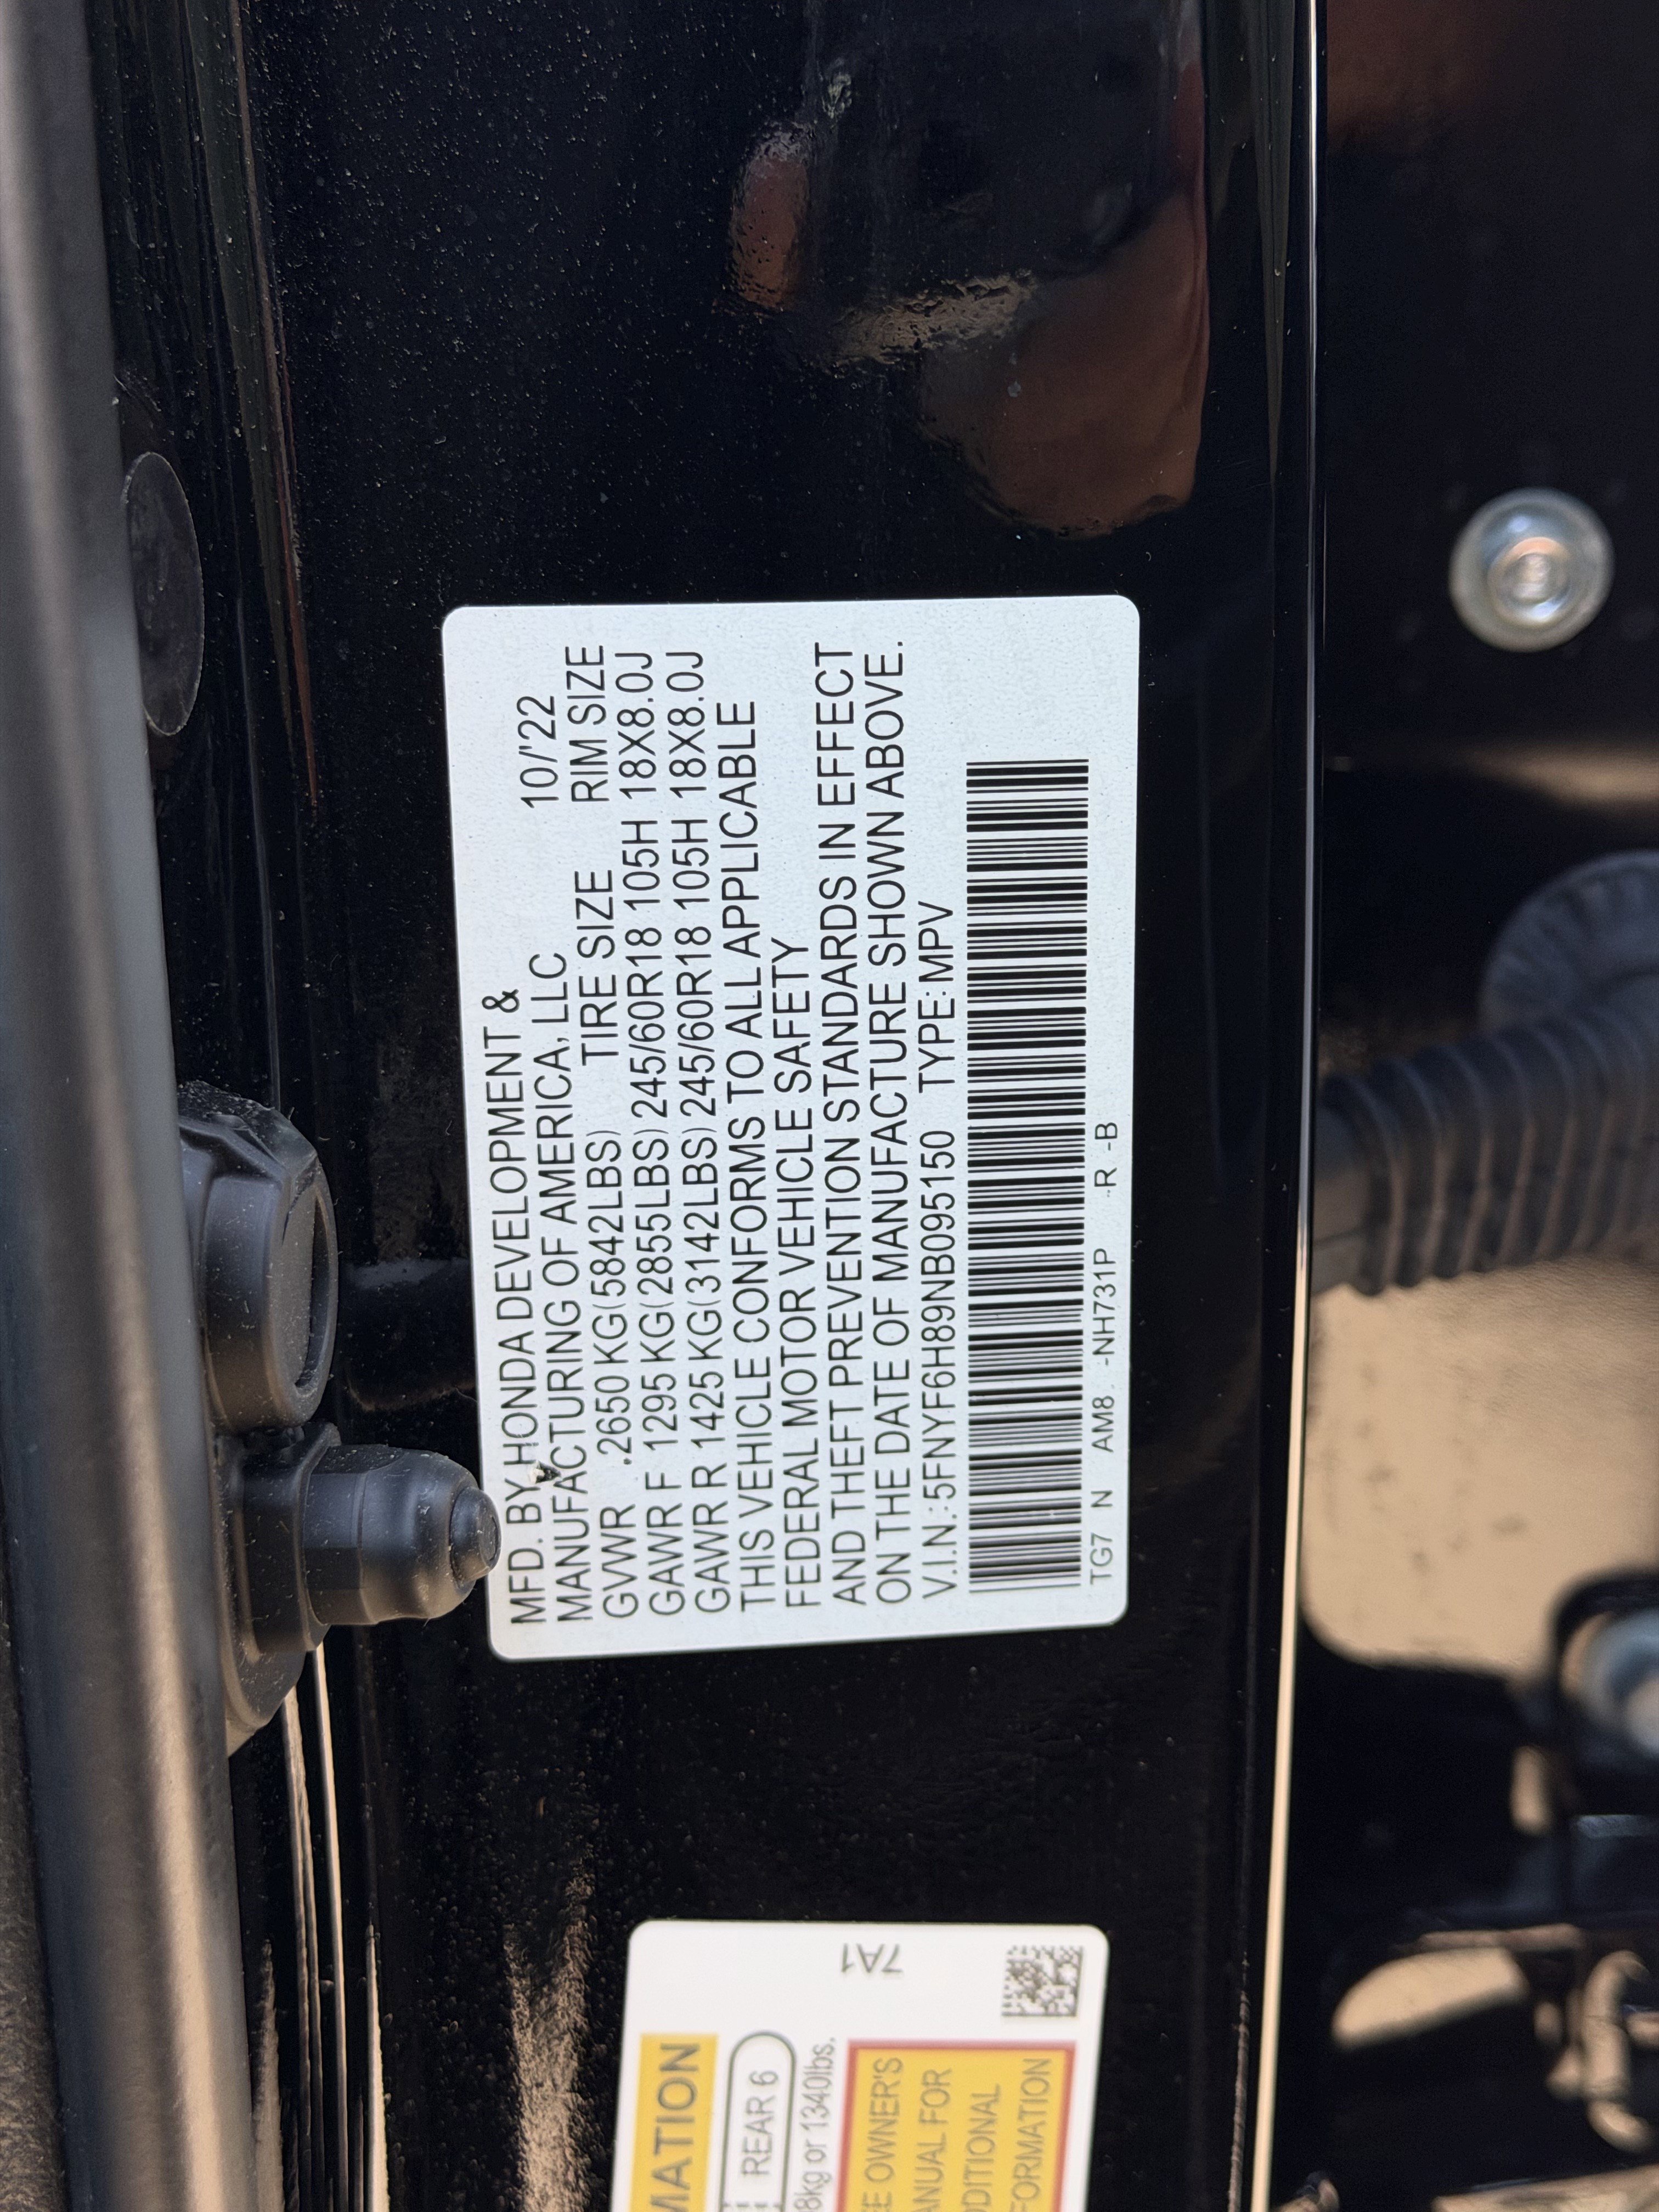 MFD. BY HONDA DEVELOPMENT &
MANUFACTURING OF AMERICA, LLC 10/'22
GVWR .2650 KG(5842LBS) TIRE SIZE RIM SIZE
GAWR F 1295 KG(2855LBS) 245/60R18 105H 18X8.0J
GAWR R 1425 KG(3142LBS) 245/60R18 105H 18X8.0J
THIS VEHICLE CONFORMS TO ALL APPLICABLE
FEDERAL MOTOR VEHICLE SAFETY
AND THEFT PREVENTION STANDARDS IN EFFECT
ON THE DATE OF MANUFACTURE SHOWN ABOVE.
V.I.N.:5FNYF6H89NB095150 TYPE:MPV
TG7 N AM8. -NH731P -R -B
7A1
MATION
REAR 6
8kg or 1340lbs.
EE OWNER'S
ANUAL FOR
DITIONAL
FORMATION